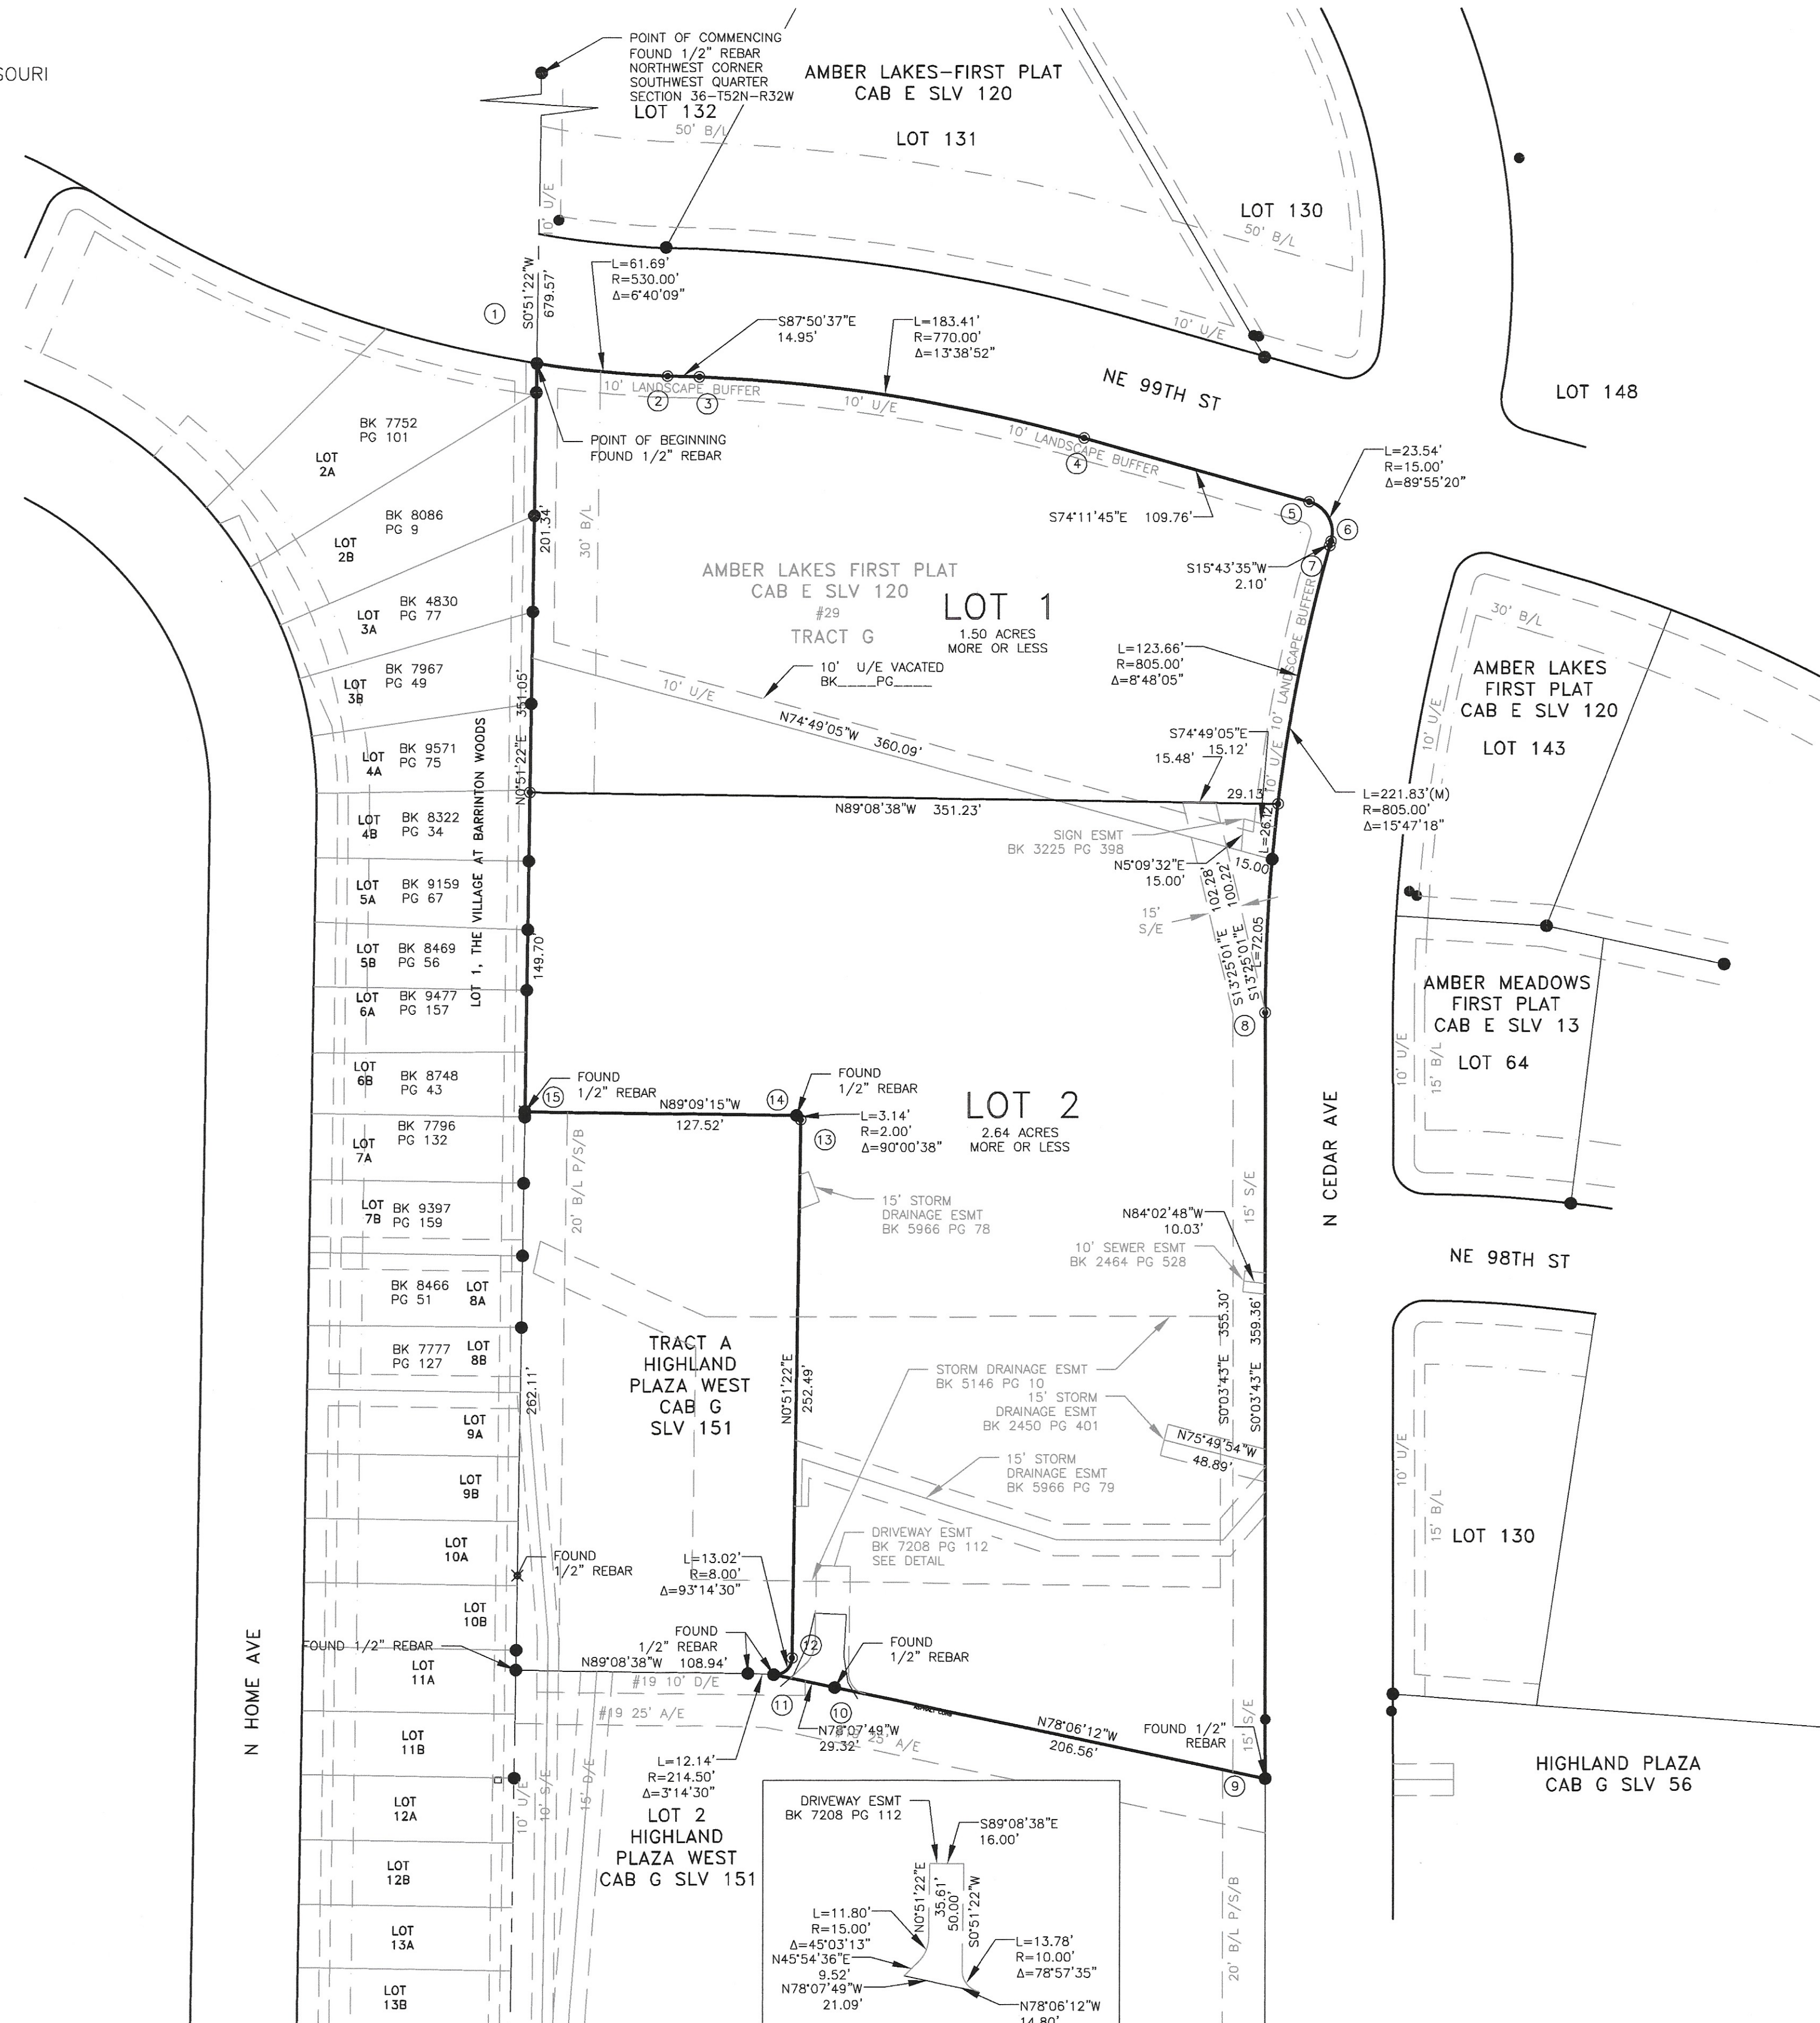 SOURI
POINT OF COMMENCING
FOUND 1/2" REBAR
NORTHWEST CORNER
SOUTHWEST QUARTER
SECTION 36-T52N-R32W
LOT 132
50' B/L
AMBER LAKES-FIRST PLAT
CAB E SLV 120
LOT 131
LOT 130
50' B/L
10' U/E
10' U/E
S0°51'22"W
679.57'
1
L=61.69'
R=530.00'
Δ=6°40'09"
S87°50'37"E
14.95'
L=183.41'
R=770.00'
Δ=13°38'52"
NE 99TH ST
LOT 148
10' LANDSCAPE BUFFER
2
3
10' U/E
10' LANDSCAPE BUFFER
4
POINT OF BEGINNING
FOUND 1/2" REBAR
L=23.54'
R=15.00'
Δ=89°55'20"
S74°11'45"E 109.76'
5
6
7
S15°43'35"W
2.10'
BK 7752
PG 101
LOT
2A
BK 8086
PG 9
LOT
2B
BK 4830
PG 77
LOT
3A
BK 7967
PG 49
LOT
3B
BK 9571
PG 75
LOT
4A
BK 8322
PG 34
LOT
4B
BK 9159
PG 67
LOT
5A
BK 8469
PG 56
LOT
5B
BK 9477
PG 157
LOT
6A
BK 8748
PG 43
LOT
6B
BK 7796
PG 132
LOT
7A
BK 9397
PG 159
LOT
7B
BK 8466
PG 51
LOT
8A
BK 7777
PG 127
LOT
8B
LOT
9A
LOT
9B
LOT
10A
LOT
10B
LOT
11A
LOT
11B
LOT
12A
LOT
12B
LOT
13A
LOT
13B
LOT 1, THE VILLAGE AT BARRINTON WOODS
201.34'
N0°51'22"E 351.05'
149.70'
262.11'
30' B/L
AMBER LAKES FIRST PLAT
CAB E SLV 120
#29
TRACT G
LOT 1
1.50 ACRES
MORE OR LESS
10' U/E VACATED
BK____PG____
10' U/E
N74°49'05"W 360.09'
L=123.66'
R=805.00'
Δ=8°48'05"
10' U/E 10' LANDSCAPE BUFFER
S74°49'05"E
15.12'
15.48'
29.13'
N89°08'38"W 351.23'
L=221.83'(M)
R=805.00'
Δ=15°47'18"
SIGN ESMT
BK 3225 PG 398
L=26.12'
N5°09'32"E
15.00'
15.00'
15'
S/E
S13°25'01"E 102.28'
S13°25'01"E 100.22'
L=72.05
8
30' B/L
AMBER LAKES
FIRST PLAT
CAB E SLV 120
LOT 143
10' U/E
AMBER MEADOWS
FIRST PLAT
CAB E SLV 13
LOT 64
10' U/E
15' B/L
N CEDAR AVE
NE 98TH ST
FOUND
1/2" REBAR
15
N89°09'15"W
127.52'
14
FOUND
1/2" REBAR
L=3.14'
R=2.00'
Δ=90°00'38"
13
LOT 2
2.64 ACRES
MORE OR LESS
20' B/L P/S/B
15' STORM
DRAINAGE ESMT
BK 5966 PG 78
15' S/E
N84°02'48"W
10.03'
10' SEWER ESMT
BK 2464 PG 528
S0°03'43"E 355.30'
S0°03'43"E 359.36'
TRACT A
HIGHLAND
PLAZA WEST
CAB G
SLV 151
N0°51'22"E
252.49'
STORM DRAINAGE ESMT
BK 5146 PG 10
15' STORM
DRAINAGE ESMT
BK 2450 PG 401
N75°49'54"W
48.89'
15' STORM
DRAINAGE ESMT
BK 5966 PG 79
DRIVEWAY ESMT
BK 7208 PG 112
SEE DETAIL
10' U/E
15' B/L
LOT 130
FOUND
1/2" REBAR
L=13.02'
R=8.00'
Δ=93°14'30"
FOUND 1/2" REBAR
FOUND
1/2" REBAR
N89°08'38"W 108.94'
12
FOUND
1/2" REBAR
#19 10' D/E
#19 25' A/E
11
10
N78°07'49"W
29.32'
25' A/E
N78°06'12"W
206.56'
FOUND 1/2"
REBAR
15' S/E
9
N HOME AVE
L=12.14'
R=214.50'
Δ=3°14'30"
LOT 2
HIGHLAND
PLAZA WEST
CAB G SLV 151
10' U/E
10' S/E
15' D/E
HIGHLAND PLAZA
CAB G SLV 56
DRIVEWAY ESMT
BK 7208 PG 112
S89°08'38"E
16.00'
N0°51'22"E
35.61'
50.00'
S0°51'22"W
L=11.80'
R=15.00'
Δ=45°03'13"
N45°54'36"E
9.52'
N78°07'49"W
21.09'
L=13.78'
R=10.00'
Δ=78°57'35"
N78°06'12"W
14.80'
20' B/L P/S/B